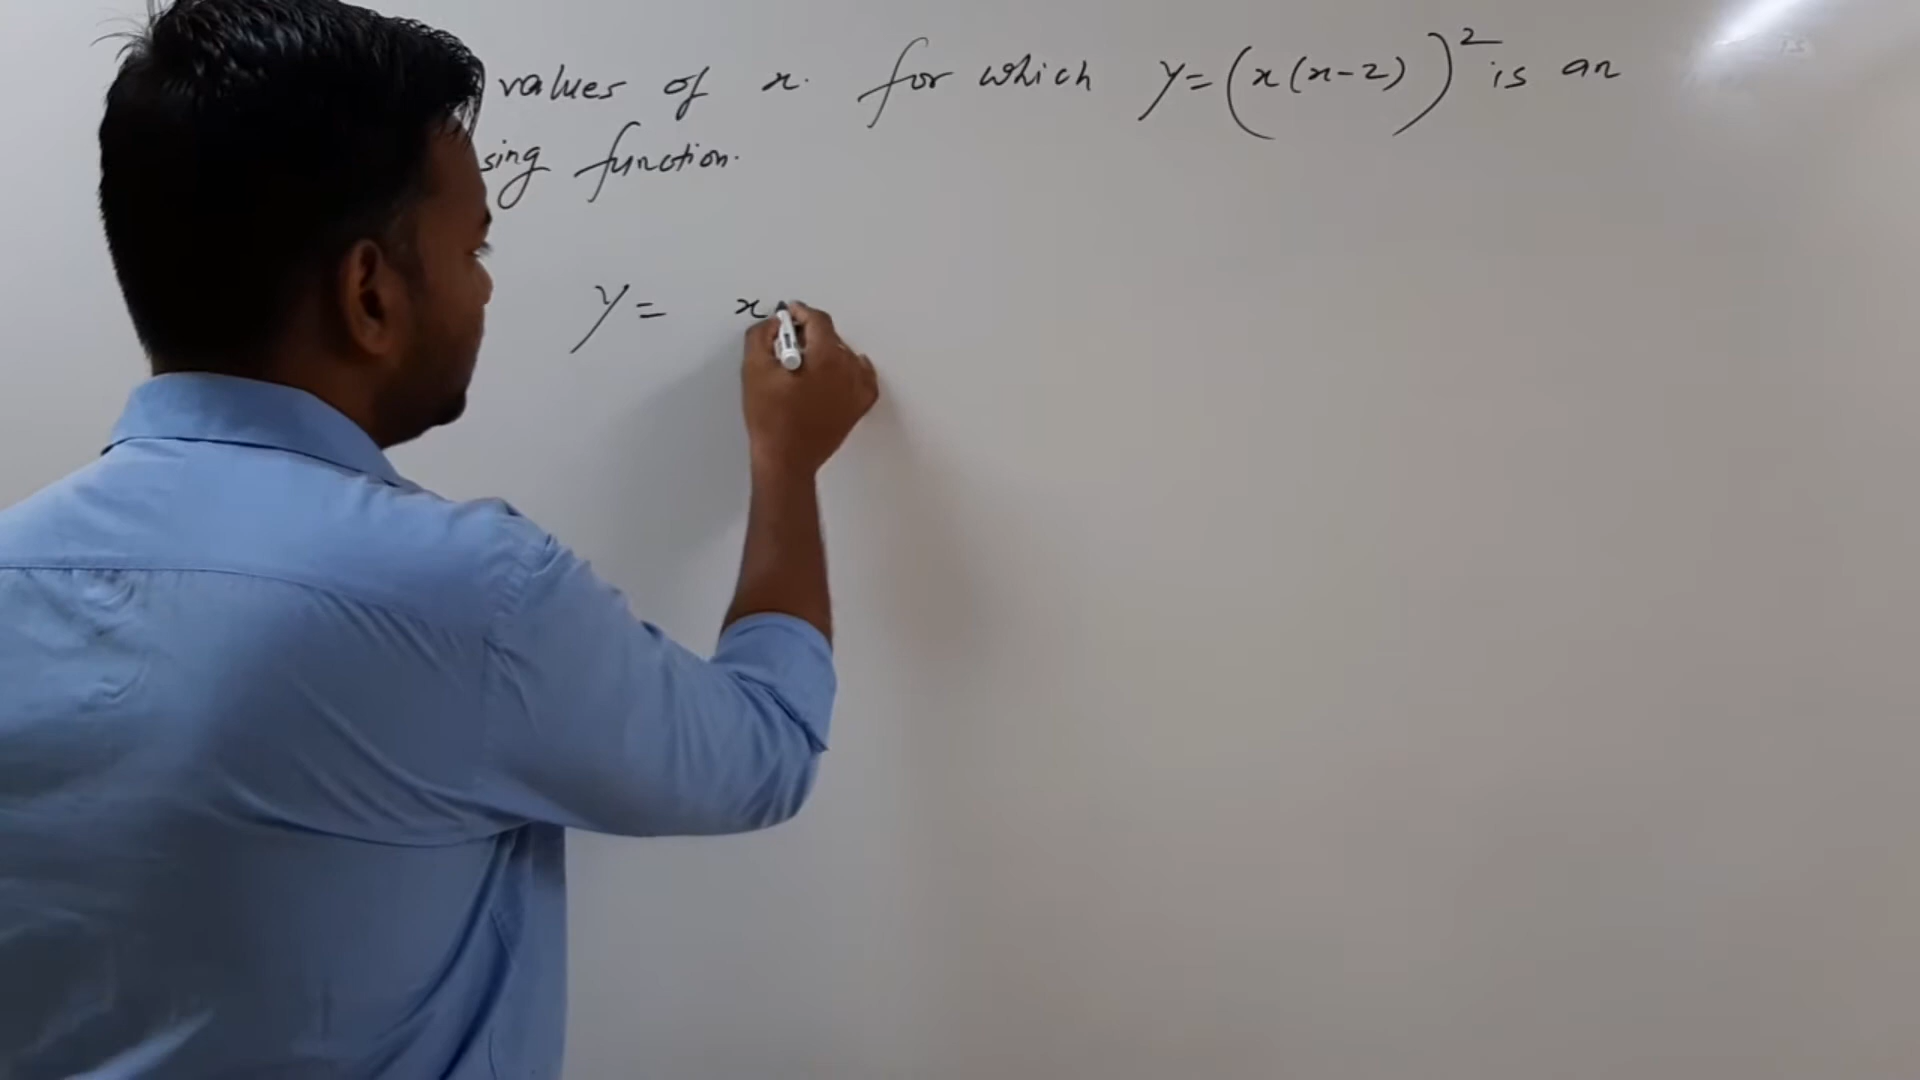 values of x. for which y=(x(x-2))² is an
sing function.
y= x